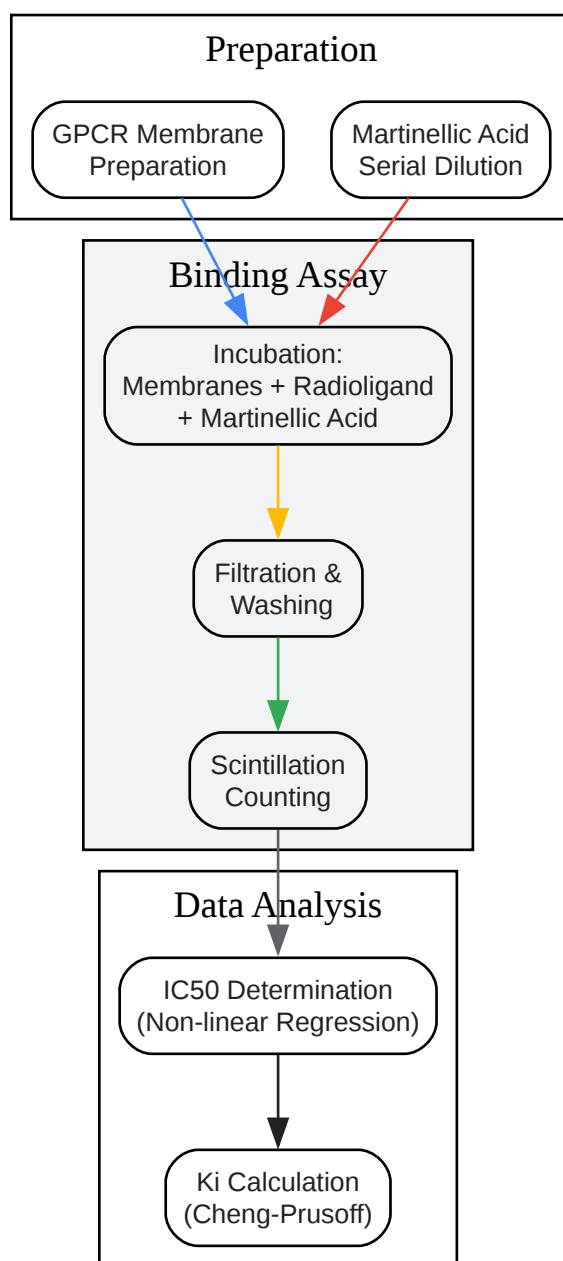 Preparation
GPCR Membrane
Preparation
Martinellic Acid
Serial Dilution
Binding Assay
Incubation:
Membranes + Radioligand
+ Martinellic Acid
Filtration &
Washing
Scintillation
Counting
Data Analysis
IC50 Determination
(Non-linear Regression)
Ki Calculation
(Cheng-Prusoff)